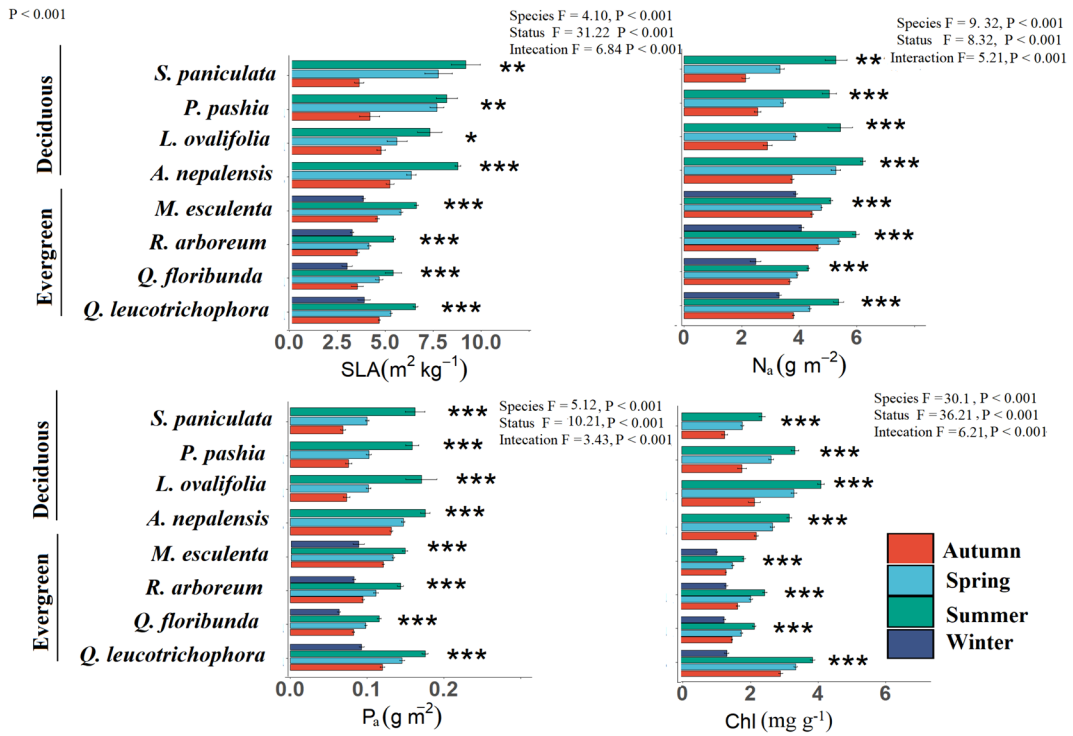 P < 0.001
Species F = 4.10, P < 0.001
Status F = 31.22 P < 0.001
Intecation F = 6.84 P < 0.001
Species F = 9. 32, P < 0.001
Status F = 8.32, P < 0.001
Interaction F = 5.21, P < 0.001
Deciduous
Evergreen
S. paniculata
P. pashia
L. ovalifolia
A. nepalensis
M. esculenta
R. arboreum
Q. floribunda
Q. leucotrichophora
**
**
*
***
***
***
***
***
0.0 2.5 5.0 7.5 10.0
SLA(m² kg⁻¹)
**
***
***
***
***
***
***
***
0 2 4 6
Nₐ(g m⁻²)
Species F = 5.12, P < 0.001
Status F = 10.21, P < 0.001
Intecation F = 3.43, P < 0.001
Species F =30.1, P < 0.001
Status F =36.21, P < 0.001
Intecation F =6.21, P < 0.001
Deciduous
Evergreen
S. paniculata
P. pashia
L. ovalifolia
A. nepalensis
M. esculenta
R. arboreum
Q. floribunda
Q. leucotrichophora
***
***
***
***
***
***
***
***
0.0 0.1 0.2
Pₐ(g m⁻²)
***
***
***
***
***
***
***
***
0 2 4 6
Chl (mg g⁻¹)
Autumn
Spring
Summer
Winter